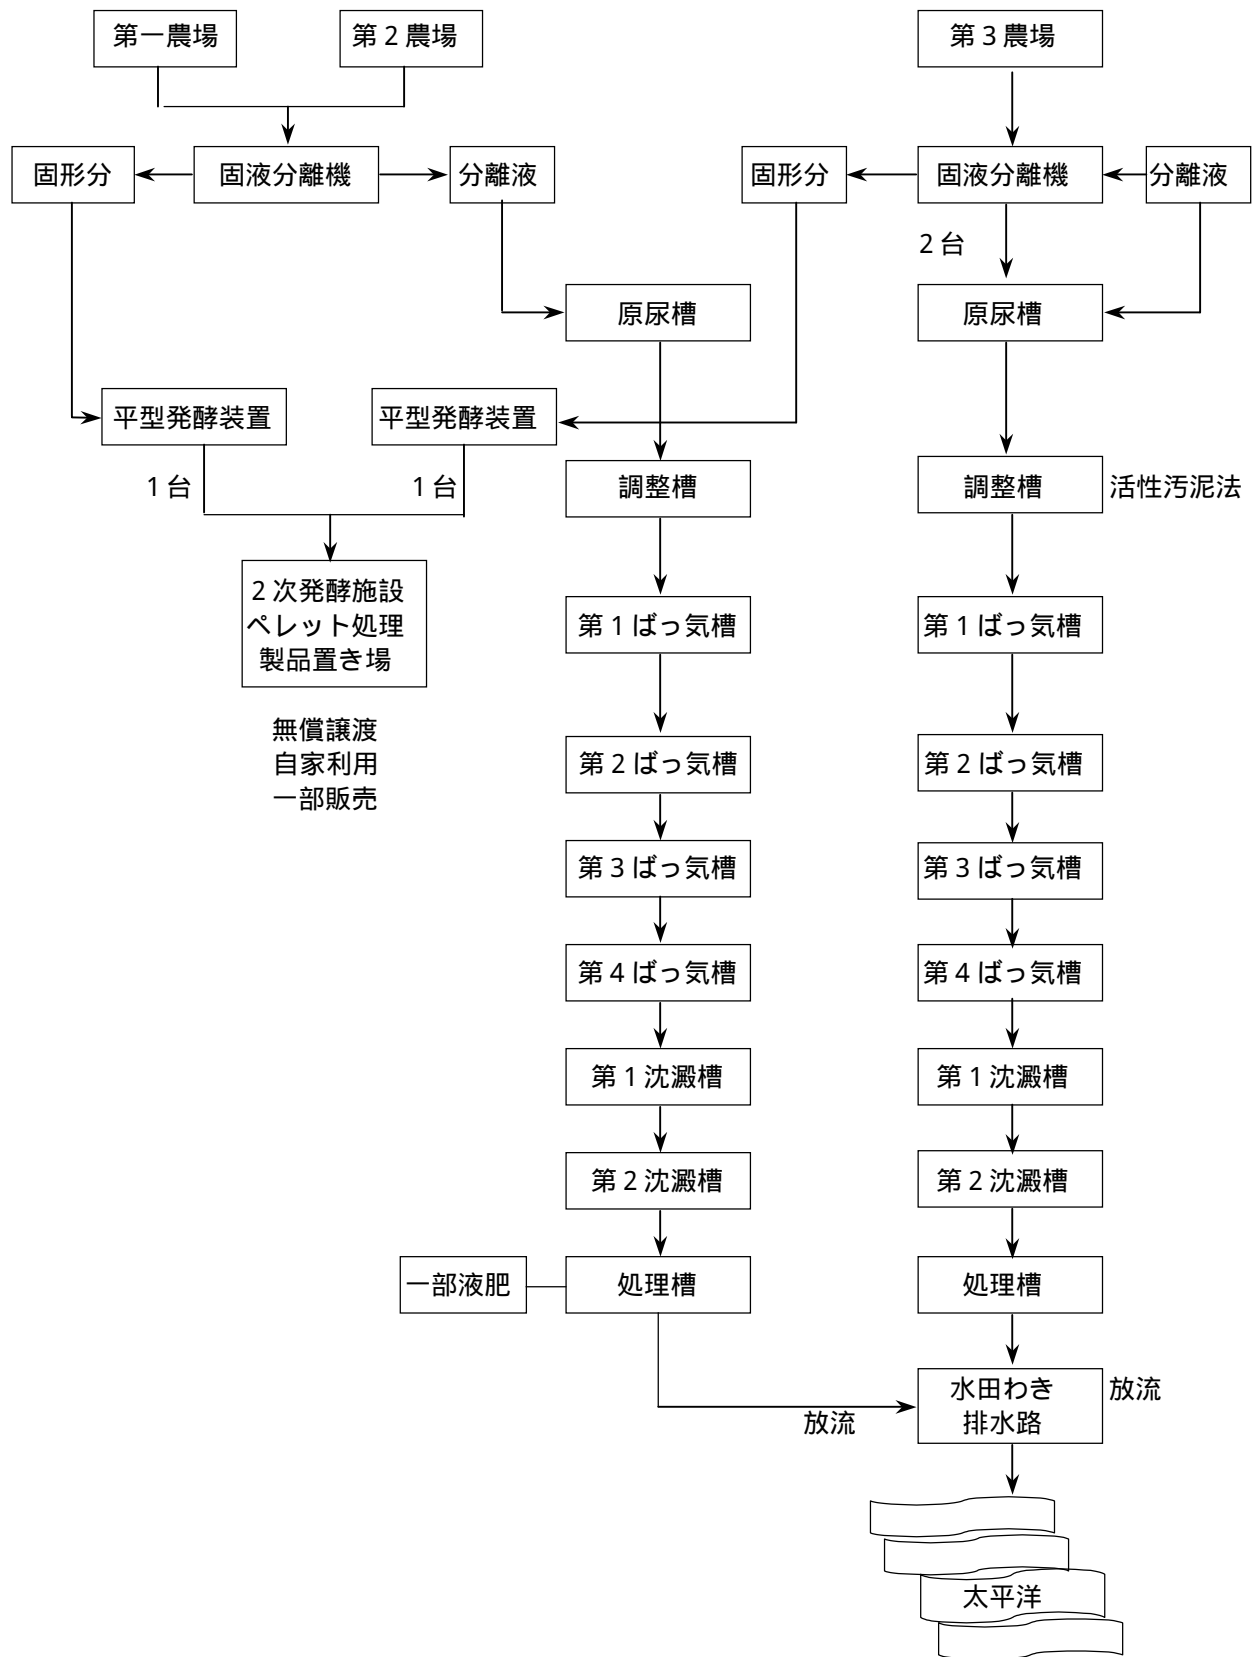 第一農場
第２農場
第３農場
固形分
固液分離機
分離液
固形分
固液分離機
分離液
２台
原尿槽
原尿槽
平型発酵装置
平型発酵装置
１台
１台
調整槽
調整槽
活性汚泥法
２次発酵施設
ペレット処理
製品置き場
第１ばっ気槽
第１ばっ気槽
無償譲渡
自家利用
一部販売
第２ばっ気槽
第２ばっ気槽
第３ばっ気槽
第３ばっ気槽
第４ばっ気槽
第４ばっ気槽
第１沈澱槽
第１沈澱槽
第２沈澱槽
第２沈澱槽
一部液肥
処理槽
処理槽
水田わき
排水路
放流
放流
太平洋